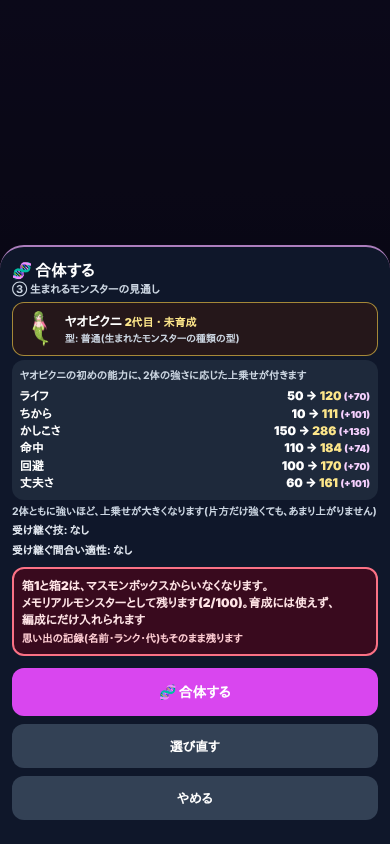 🧬 合体する
③ 生まれるモンスターの見通し
ヤオビクニ 2代目・未育成
型: 普通(生まれたモンスターの種類の型)
ヤオビクニの初めの能力に、2体の強さに応じた上乗せが付きます
ライフ 50 → 120 (+70)
ちから 10 → 111 (+101)
かしこさ 150 → 286 (+136)
命中 110 → 184 (+74)
回避 100 → 170 (+70)
丈夫さ 60 → 161 (+101)
2体ともに強いほど、上乗せが大きくなります(片方だけ強くても、あまり上がりません)
受け継ぐ技: なし
受け継ぐ間合い適性: なし
箱1と箱2は、マスモンボックスからいなくなります。
メモリアルモンスターとして残ります(2/100)。育成には使えず、
編成にだけ入れられます
思い出の記録(名前・ランク・代)もそのまま残ります
🧬 合体する
選び直す
やめる